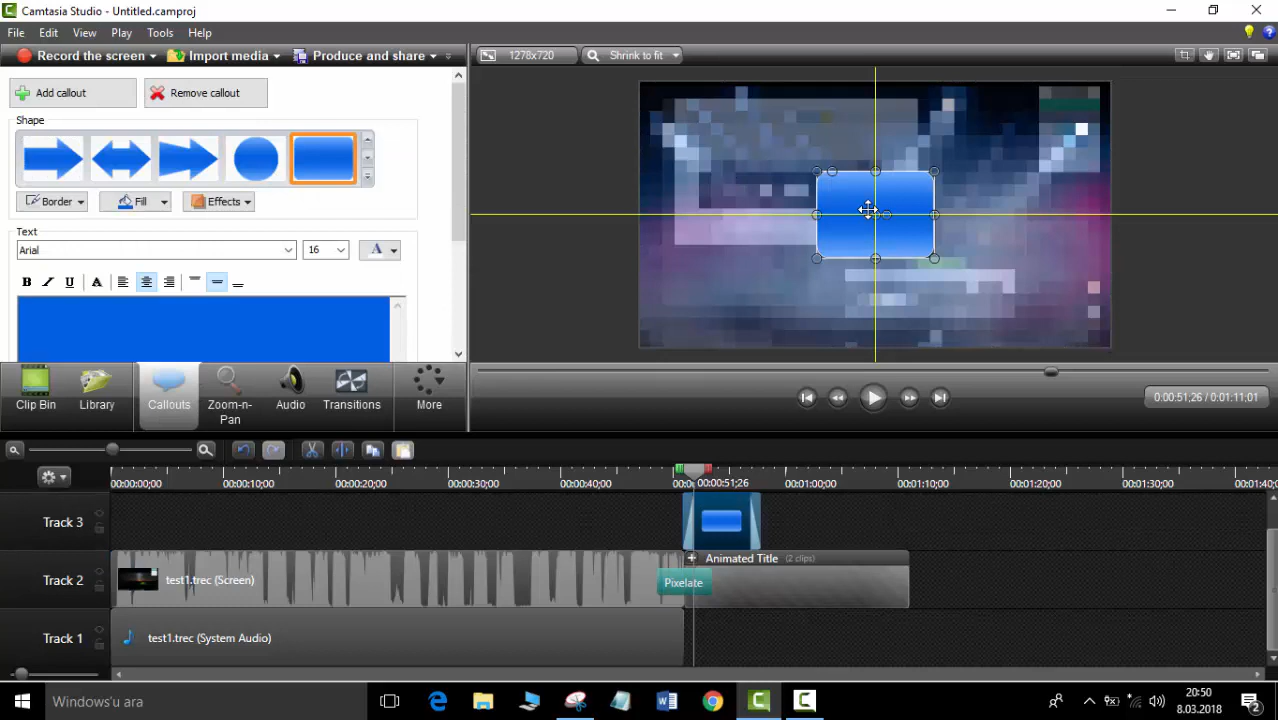 Camtasia Studio - Untitled.camproj
File Edit View Play Tools Help
Record the screen Import media Produce and share
1278x720 Shrink to fit
Add callout Remove callout
Shape
Border Fill Effects
Text
Arial 16 A
B I U A
Clip Bin Library Callouts Zoom-n-Pan Audio Transitions More
0:00:51;26 / 0:01:11;01
00:00:00;00 00:00:10;00 00:00:20;00 00:00:30;00 00:00:40;00 00:00:51;26 00:01:00;00 00:01:10;00 00:01:20;00 00:01:30;00 00:01:40;0
Track 3
Track 2 test1.trec (Screen) Pixelate + Animated Title (2 clips)
Track 1 test1.trec (System Audio)
Windows'u ara
20:50
8.03.2018
2